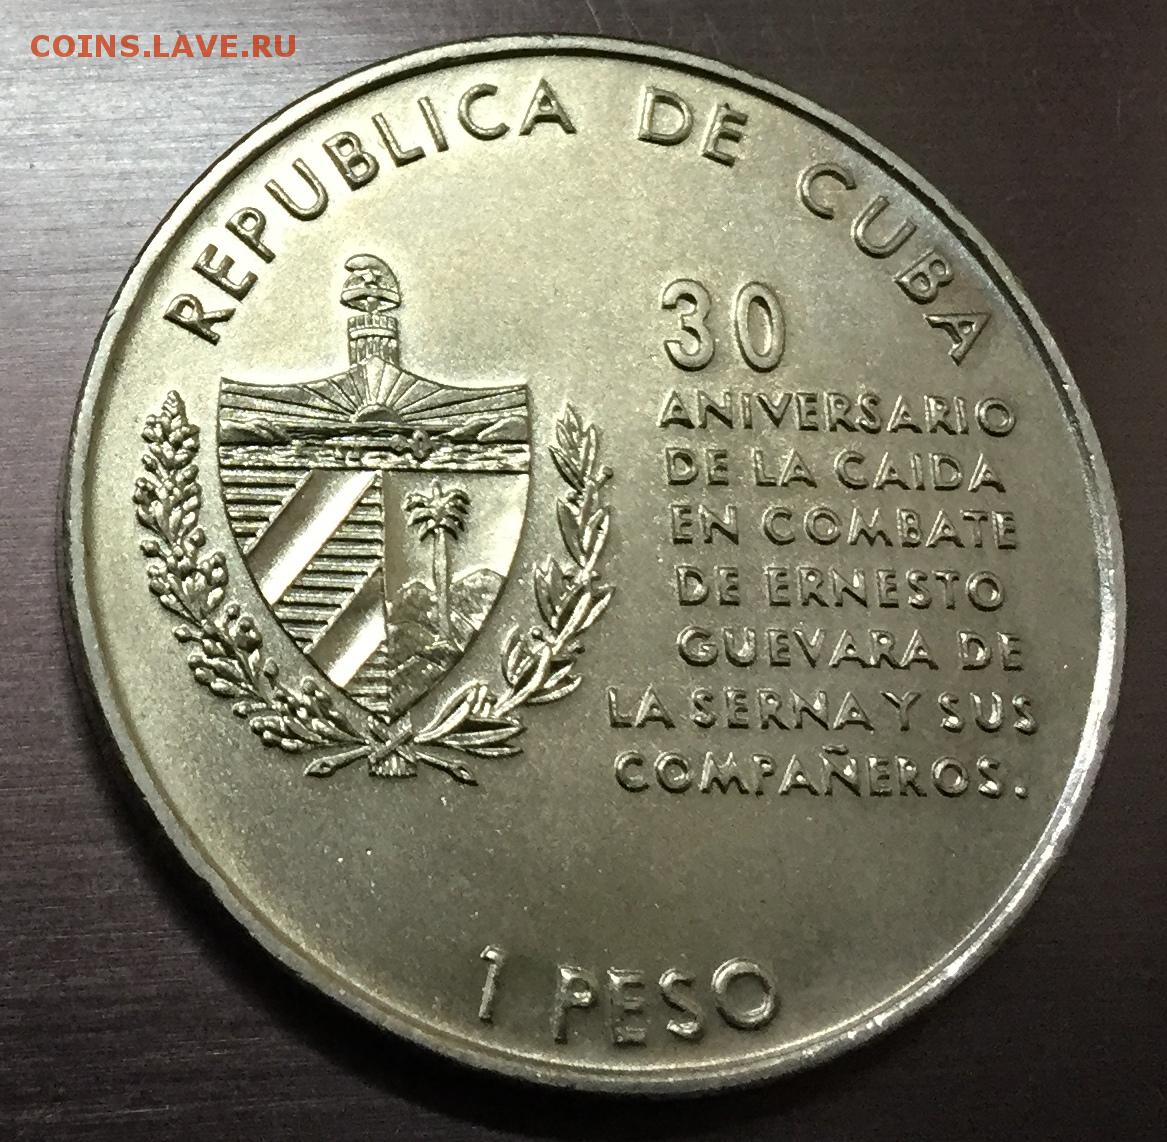 COINS.LAVE.RU
REPUBLICA DE CUBA
30
ANIVERSARIO
DE LA CAIDA
EN COMBATE
DE ERNESTO
GUEVARA DE
LA SERNA Y SUS
COMPAÑEROS.
1 PESO